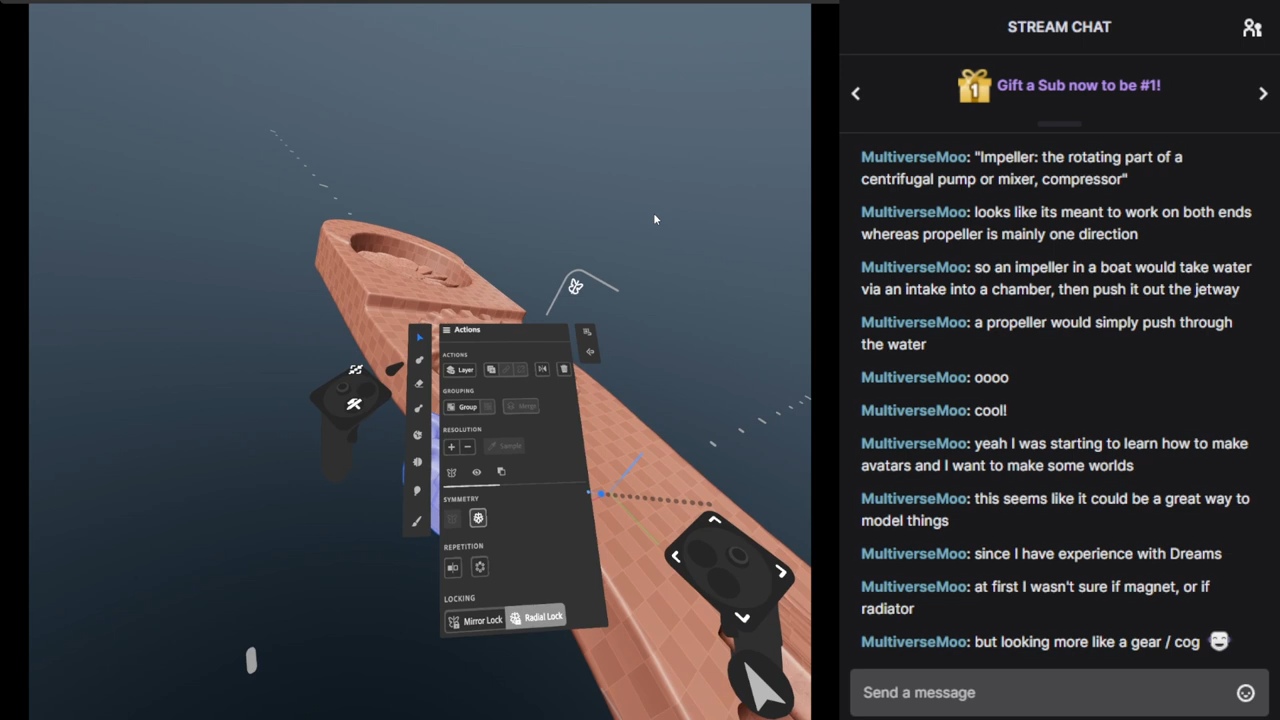 STREAM CHAT
1
Gift a Sub now to be #1!
MultiverseMoo: "Impeller: the rotating part of a
centrifugal pump or mixer, compressor"
MultiverseMoo: looks like its meant to work on both ends
whereas propeller is mainly one direction
MultiverseMoo: so an impeller in a boat would take water
via an intake into a chamber, then push it out the jetway
MultiverseMoo: a propeller would simply push through
the water
MultiverseMoo: oooo
MultiverseMoo: cool!
MultiverseMoo: yeah I was starting to learn how to make
avatars and I want to make some worlds
MultiverseMoo: this seems like it could be a great way to
model things
MultiverseMoo: since I have experience with Dreams
MultiverseMoo: at first I wasn't sure if magnet, or if
radiator
MultiverseMoo: but looking more like a gear / cog
Send a message
Actions
ACTIONS
Layer
GROUPING
Group
Merge
RESOLUTION
+ −
Sample
SYMMETRY
REPETITION
LOCKING
Mirror Lock
Radial Lock